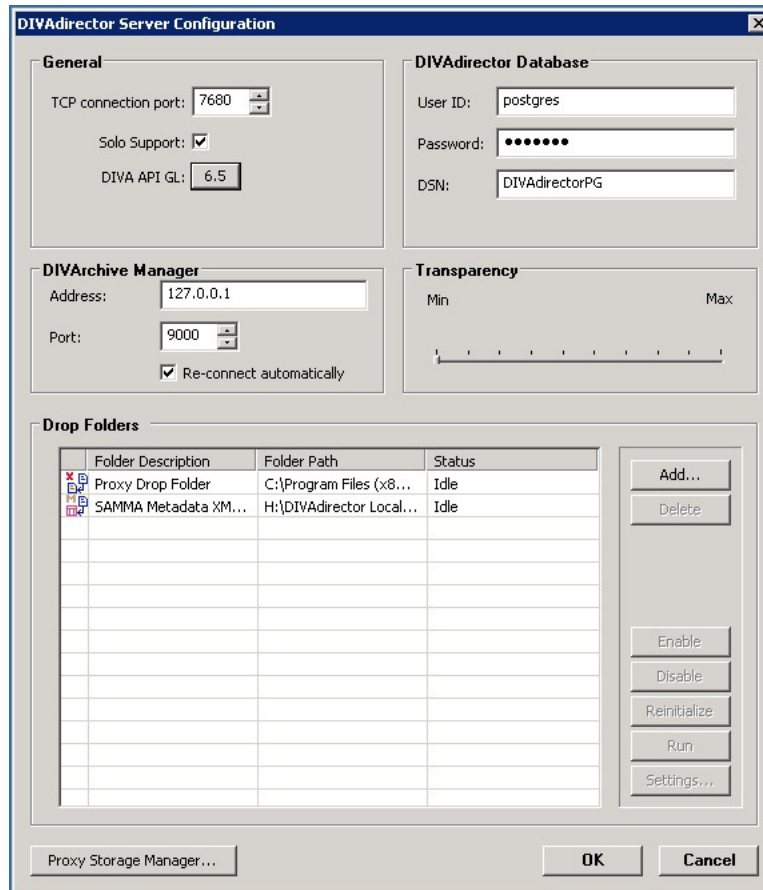 DIVAdirector Server Configuration
General
TCP connection port: 7680
Solo Support:
DIVA API GL: 6.5
DIVAdirector Database
User ID: postgres
Password: •••••••
DSN: DIVAdirectorPG
DIVArchive Manager
Address: 127.0.0.1
Port: 9000
Re-connect automatically
Transparency
Min Max
Drop Folders
Folder Description Folder Path Status
Proxy Drop Folder C:\Program Files (x8... Idle
SAMMA Metadata XM... H:\DIVAdirector Local... Idle
Add...
Delete
Enable
Disable
Reinitialize
Run
Settings...
Proxy Storage Manager... OK Cancel